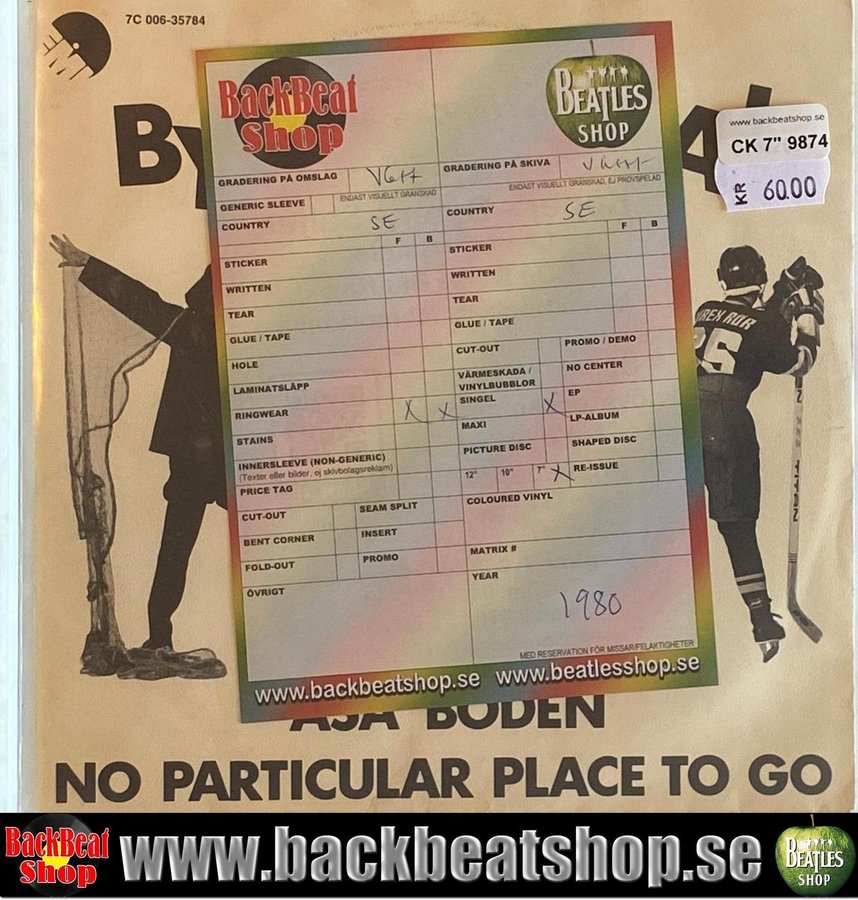 7C 006-35784
EMI
BackBeat
Shop
BEATLES
SHOP
www.backbeatshop.se
CK 7" 9874
KR 60.00
GRADERING PÅ OMSLAG VG++
ENDAST VISUELLT GRANSKAD
GENERIC SLEEVE
COUNTRY SE
F B
STICKER
WRITTEN
TEAR
GLUE / TAPE
HOLE
LAMINATSLÄPP
RINGWEAR X X
STAINS
INNERSLEEVE (NON-GENERIC)
(Texter eller bilder, ej skivbolagsreklam)
PRICE TAG
CUT-OUT SEAM SPLIT
BENT CORNER INSERT
FOLD-OUT PROMO
ÖVRIGT
GRADERING PÅ SKIVA
ENDAST VISUELLT GRANSKAD, EJ PROVSPELAD
COUNTRY SE
F B
STICKER
WRITTEN
TEAR
GLUE / TAPE
CUT-OUT PROMO / DEMO
VÄRMESKADA /
VINYLBUBBLOR NO CENTER
SINGEL X EP
MAXI LP-ALBUM
PICTURE DISC SHAPED DISC
12" 10" 7" X RE-ISSUE
COLOURED VINYL
MATRIX #
YEAR
1980
MED RESERVATION FÖR MISSAR/FELAKTIGHETER
www.backbeatshop.se www.beatlesshop.se
ÅSA BODÉN
NO PARTICULAR PLACE TO GO
BackBeat
Shop
www.backbeatshop.se
BEATLES
SHOP